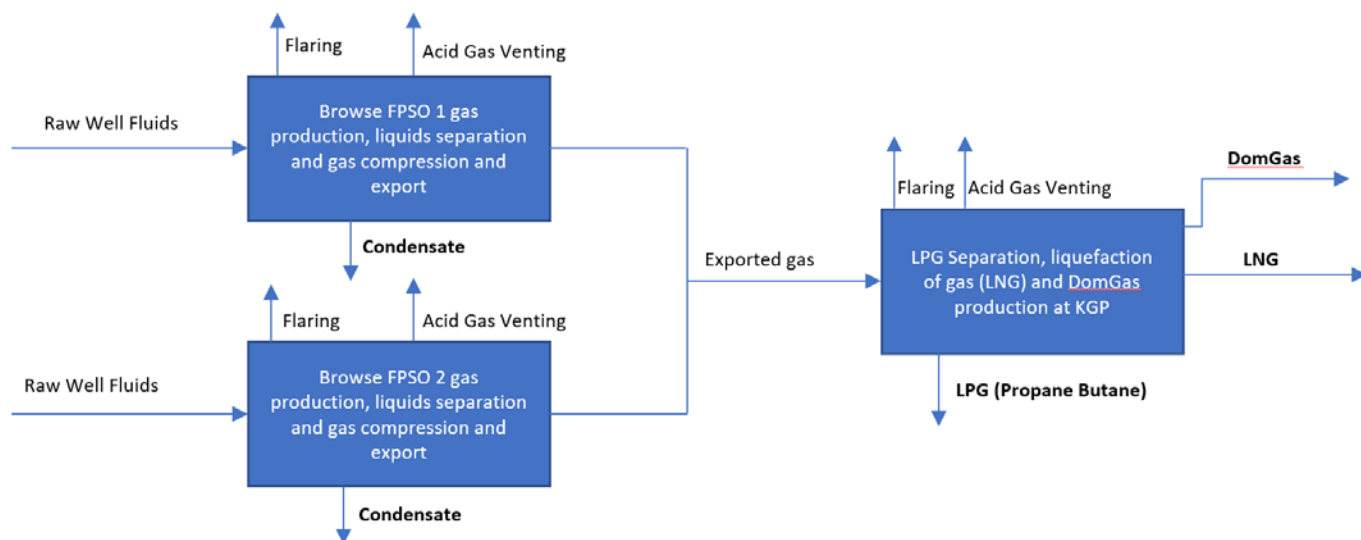 Flaring
Acid Gas Venting
Raw Well Fluids
Browse FPSO 1 gas
production, liquids separation
and gas compression and
export
Condensate
Flaring
Acid Gas Venting
Raw Well Fluids
Browse FPSO 2 gas
production, liquids separation
and gas compression and
export
Condensate
Exported gas
Flaring
Acid Gas Venting
DomGas
LNG
LPG Separation, liquefaction
of gas (LNG) and DomGas
production at KGP
LPG (Propane Butane)